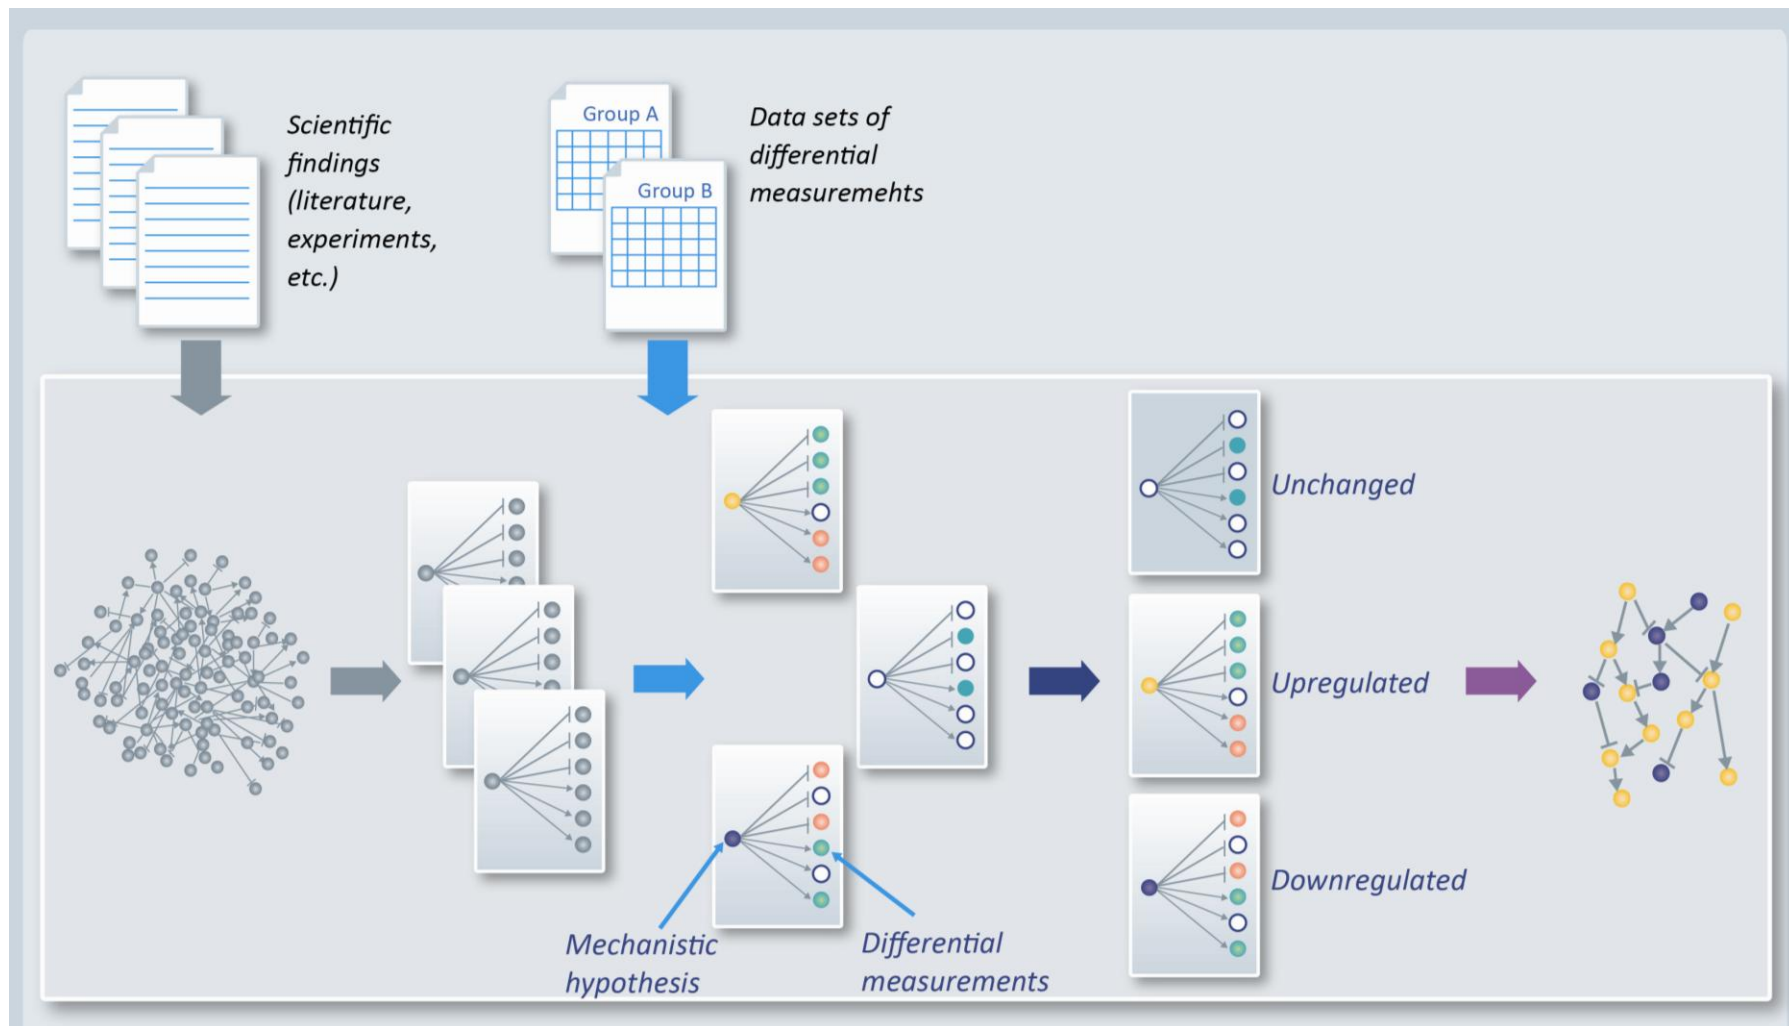 Scientific
findings
(literature,
experiments,
etc.)
Group A
Group B
Data sets of
differential
measuremehts
Unchanged
Upregulated
Downregulated
Mechanistic
hypothesis
Differential
measurements